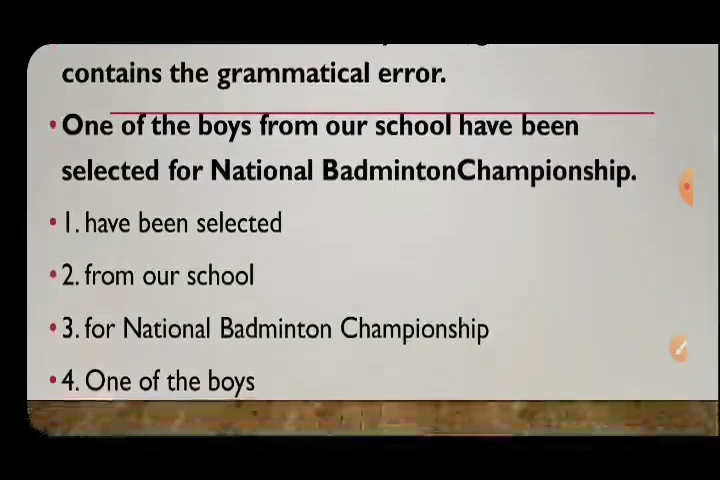 contains the grammatical error.
• One of the boys from our school have been
selected for National BadmintonChampionship.
• 1. have been selected
• 2. from our school
• 3. for National Badminton Championship
• 4. One of the boys